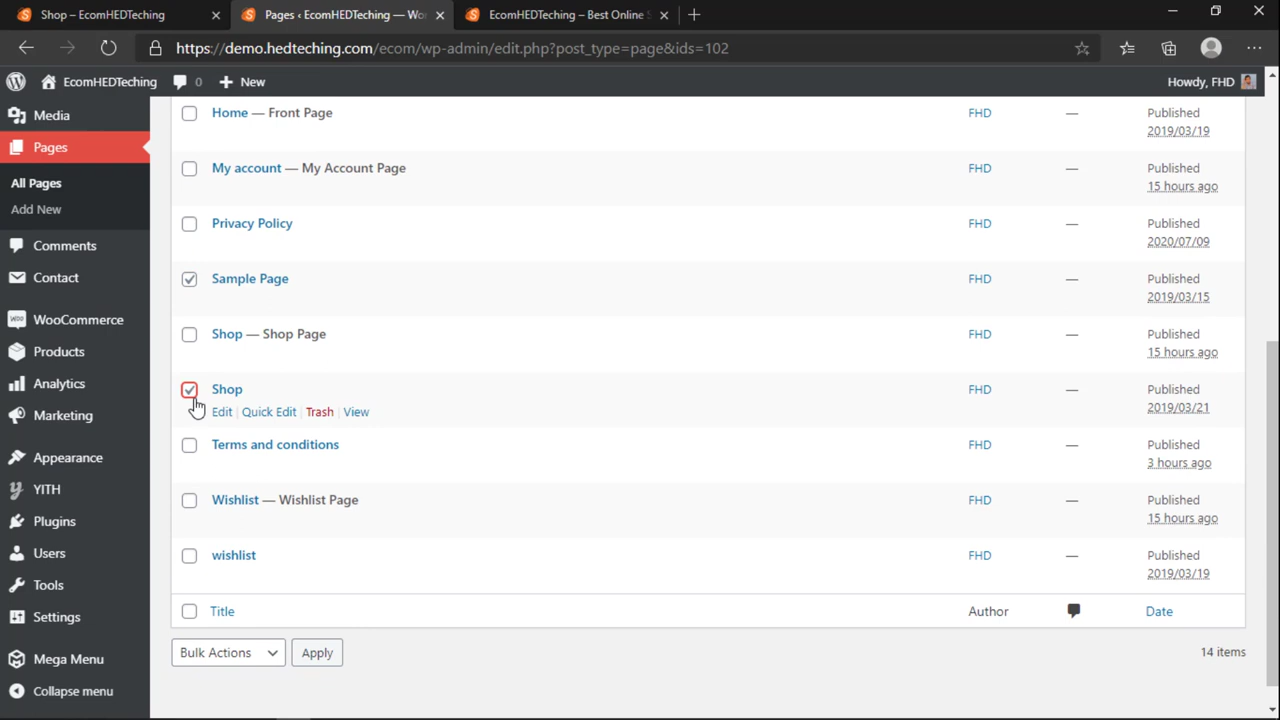 Shop – EcomHEDTeching
Pages ‹ EcomHEDTeching — Wo
EcomHEDTeching – Best Online S
https://demo.hedteching.com/ecom/wp-admin/edit.php?post_type=page&ids=102
EcomHEDTeching 0 New Howdy, FHD
Media
Pages
All Pages
Add New
Comments
Contact
WooCommerce
Products
Analytics
Marketing
Appearance
YITH
Plugins
Users
Tools
Settings
Mega Menu
Collapse menu
Home — Front Page FHD — Published
2019/03/19
My account — My Account Page FHD — Published
15 hours ago
Privacy Policy FHD — Published
2020/07/09
Sample Page FHD — Published
2019/03/15
Shop — Shop Page FHD — Published
15 hours ago
Shop FHD — Published
Edit | Quick Edit | Trash | View 2019/03/21
Terms and conditions FHD — Published
3 hours ago
Wishlist — Wishlist Page FHD — Published
15 hours ago
wishlist FHD — Published
2019/03/19
Title Author Date
Bulk Actions Apply 14 items